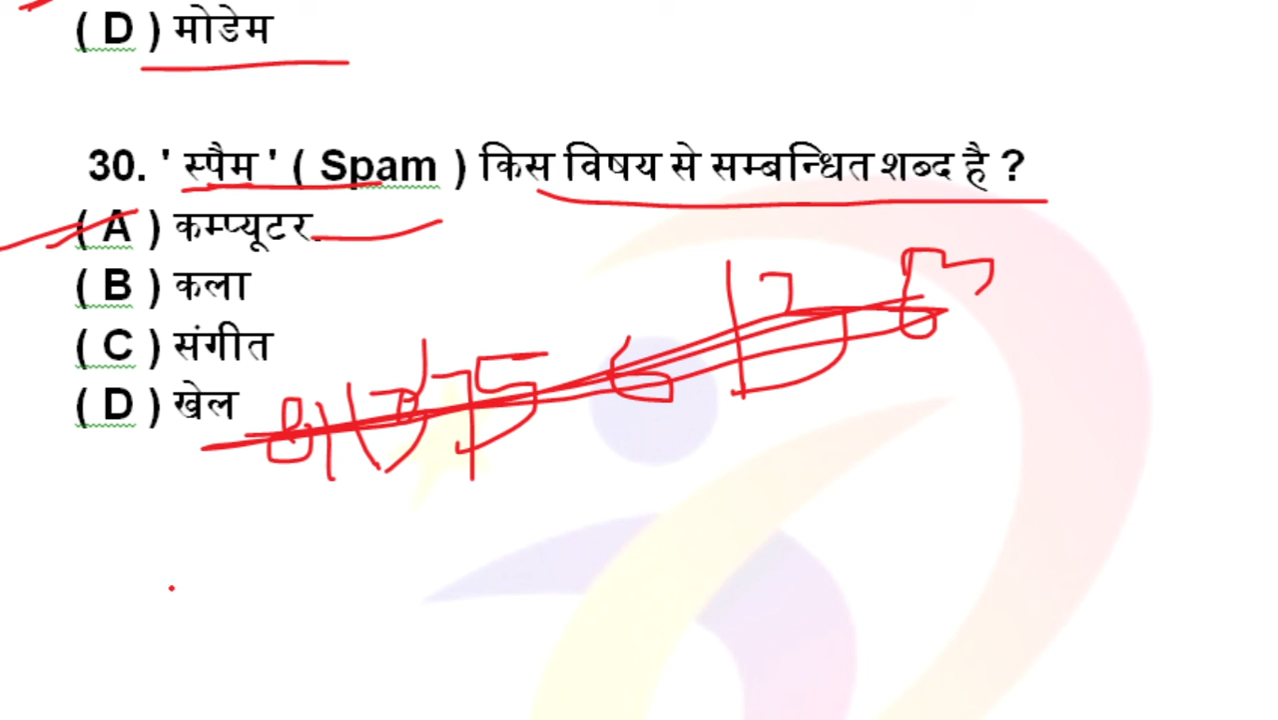 ( D ) मोडेम
30. ' स्पैम ' ( Spam ) किस विषय से सम्बन्धित शब्द है ?
( A ) कम्प्यूटर
( B ) कला
( C ) संगीत
( D ) खेल